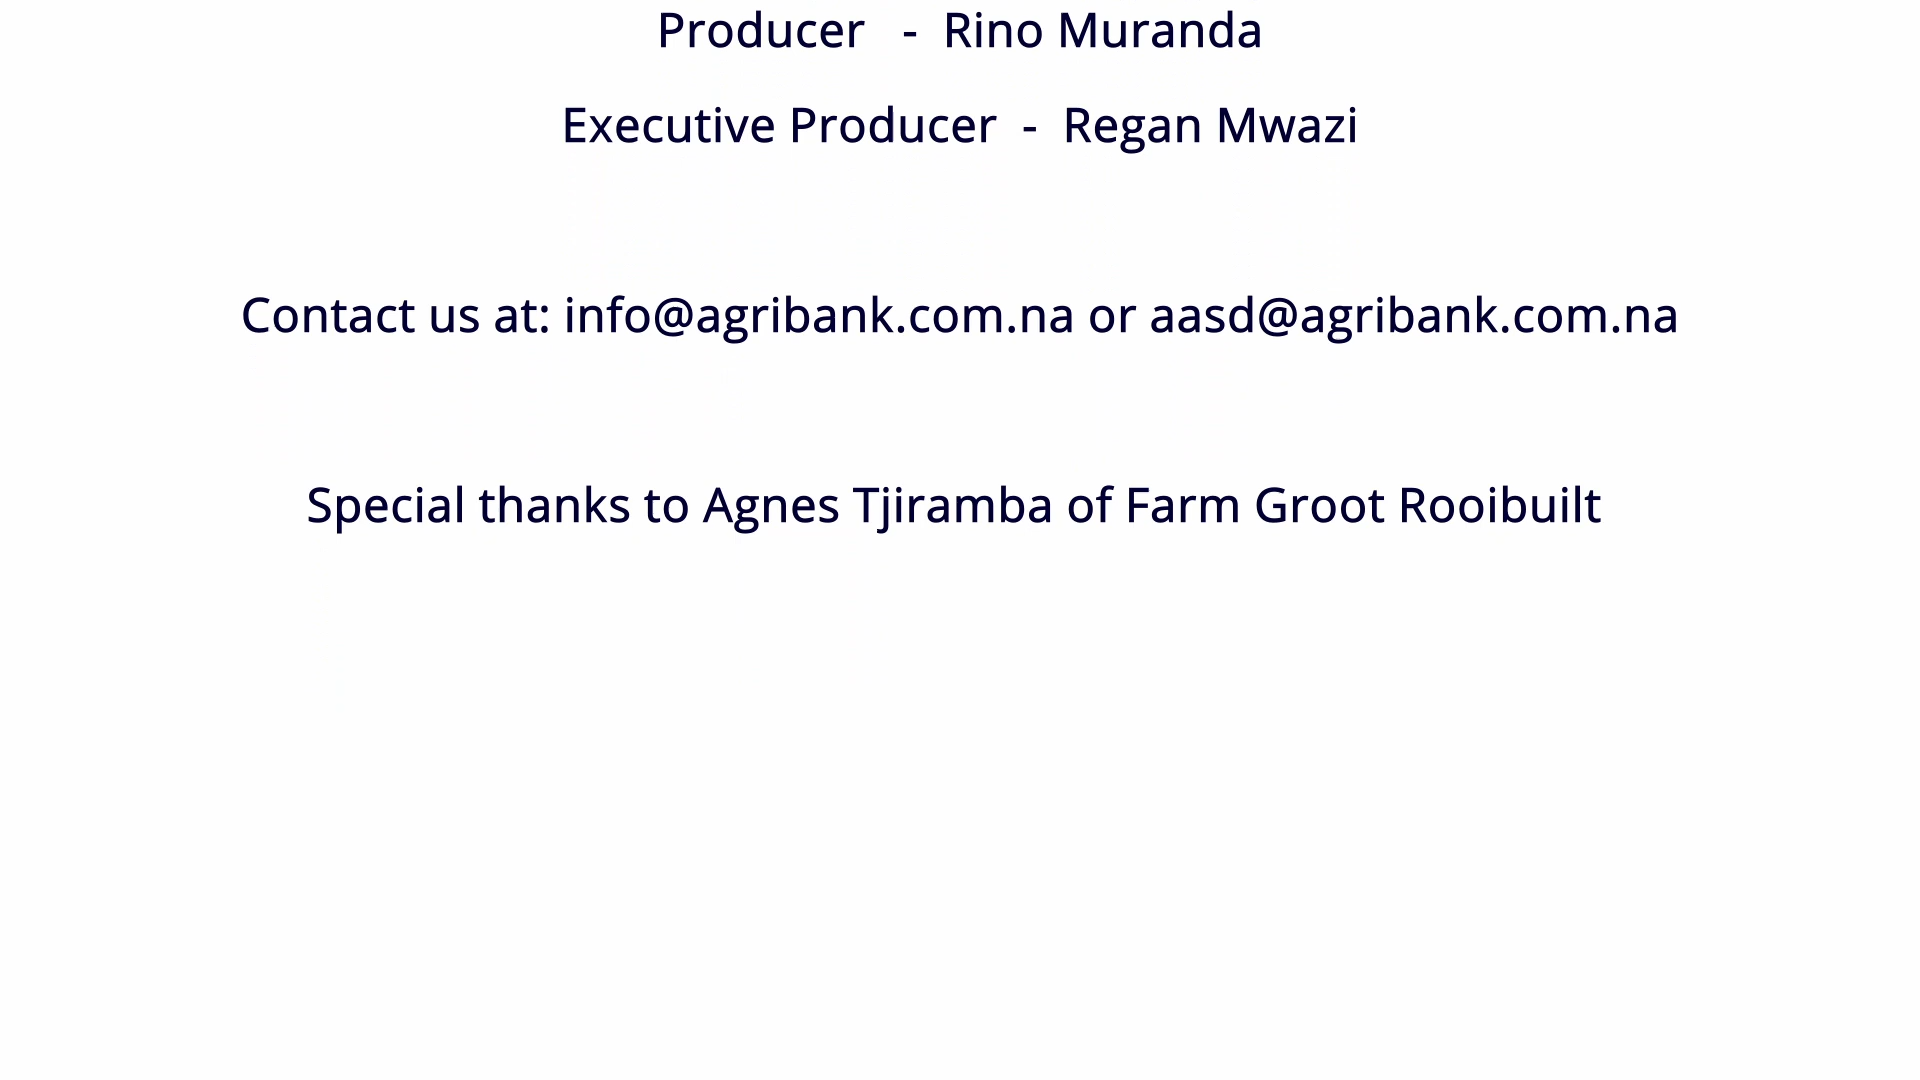 Producer - Rino Muranda
Executive Producer - Regan Mwazi
Contact us at: info@agribank.com.na or aasd@agribank.com.na
Special thanks to Agnes Tjiramba of Farm Groot Rooibuilt